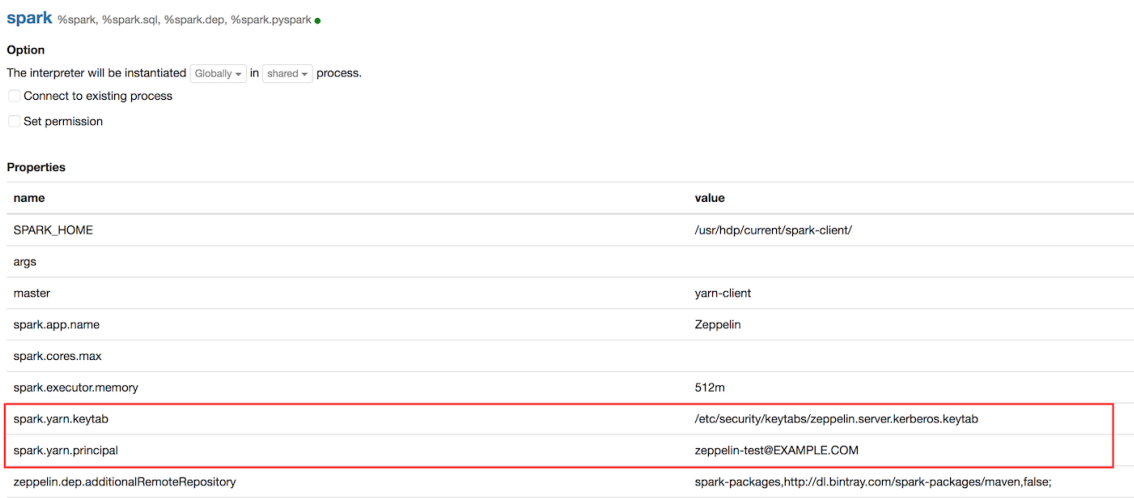 spark %spark, %spark.sql, %spark.dep, %spark.pyspark
Option
The interpreter will be instantiated Globally in shared process.
Connect to existing process
Set permission
Properties
name value
SPARK_HOME /usr/hdp/current/spark-client/
args
master yarn-client
spark.app.name Zeppelin
spark.cores.max
spark.executor.memory 512m
spark.yarn.keytab /etc/security/keytabs/zeppelin.server.kerberos.keytab
spark.yarn.principal zeppelin-test@EXAMPLE.COM
zeppelin.dep.additionalRemoteRepository spark-packages,http://dl.bintray.com/spark-packages/maven,false;